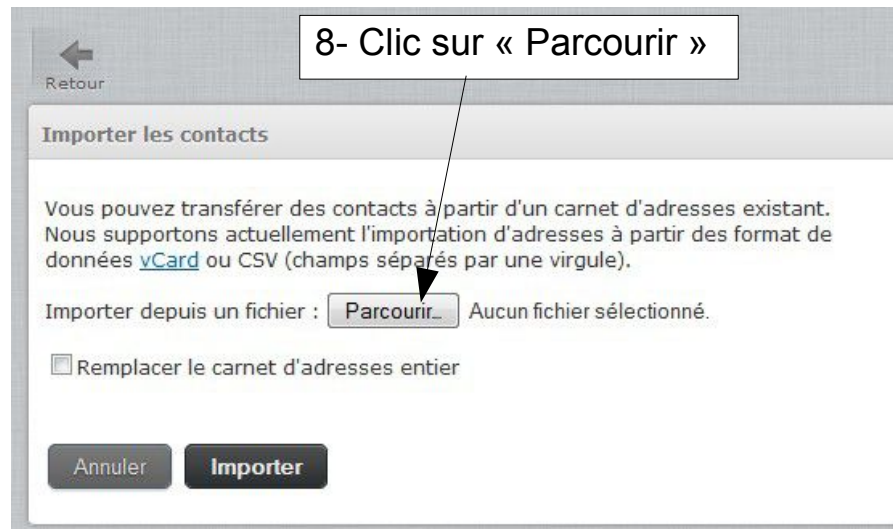 8- Clic sur « Parcourir »
Retour
Importer les contacts
Vous pouvez transférer des contacts à partir d'un carnet d'adresses existant.
Nous supportons actuellement l'importation d'adresses à partir des format de
données vCard ou CSV (champs séparés par une virgule).
Importer depuis un fichier : Parcourir... Aucun fichier sélectionné.
Remplacer le carnet d'adresses entier
Annuler Importer